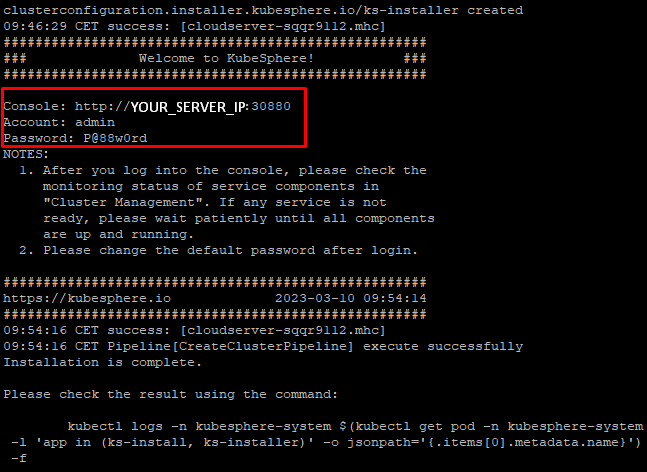 clusterconfiguration.installer.kubesphere.io/ks-installer created
09:46:29 CET success: [cloudserver-sqqr9112.mhc]
#####################################################
###              Welcome to KubeSphere!           ###
#####################################################
Console: http://YOUR_SERVER_IP:30880
Account: admin
Password: P@88w0rd
NOTES:
1. After you log into the console, please check the
monitoring status of service components in
"Cluster Management". If any service is not
ready, please wait patiently until all components
are up and running.
2. Please change the default password after login.
#####################################################
https://kubesphere.io             2023-03-10 09:54:14
#####################################################
09:54:16 CET success: [cloudserver-sqqr9112.mhc]
09:54:16 CET Pipeline[CreateClusterPipeline] execute successfully
Installation is complete.
Please check the result using the command:
kubectl logs -n kubesphere-system $(kubectl get pod -n kubesphere-system
-l 'app in (ks-install, ks-installer)' -o jsonpath='{.items[0].metadata.name}')
-f